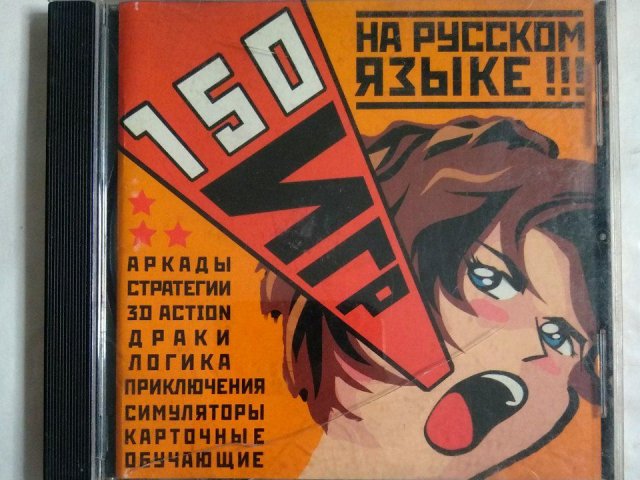 НА РУССКОМ
ЯЗЫКЕ !!!
150
ИГР
АРКАДЫ
СТРАТЕГИИ
3D ACTION
ДРАКИ
ЛОГИКА
ПРИКЛЮЧЕНИЯ
СИМУЛЯТОРЫ
КАРТОЧНЫЕ
ОБУЧАЮЩИЕ